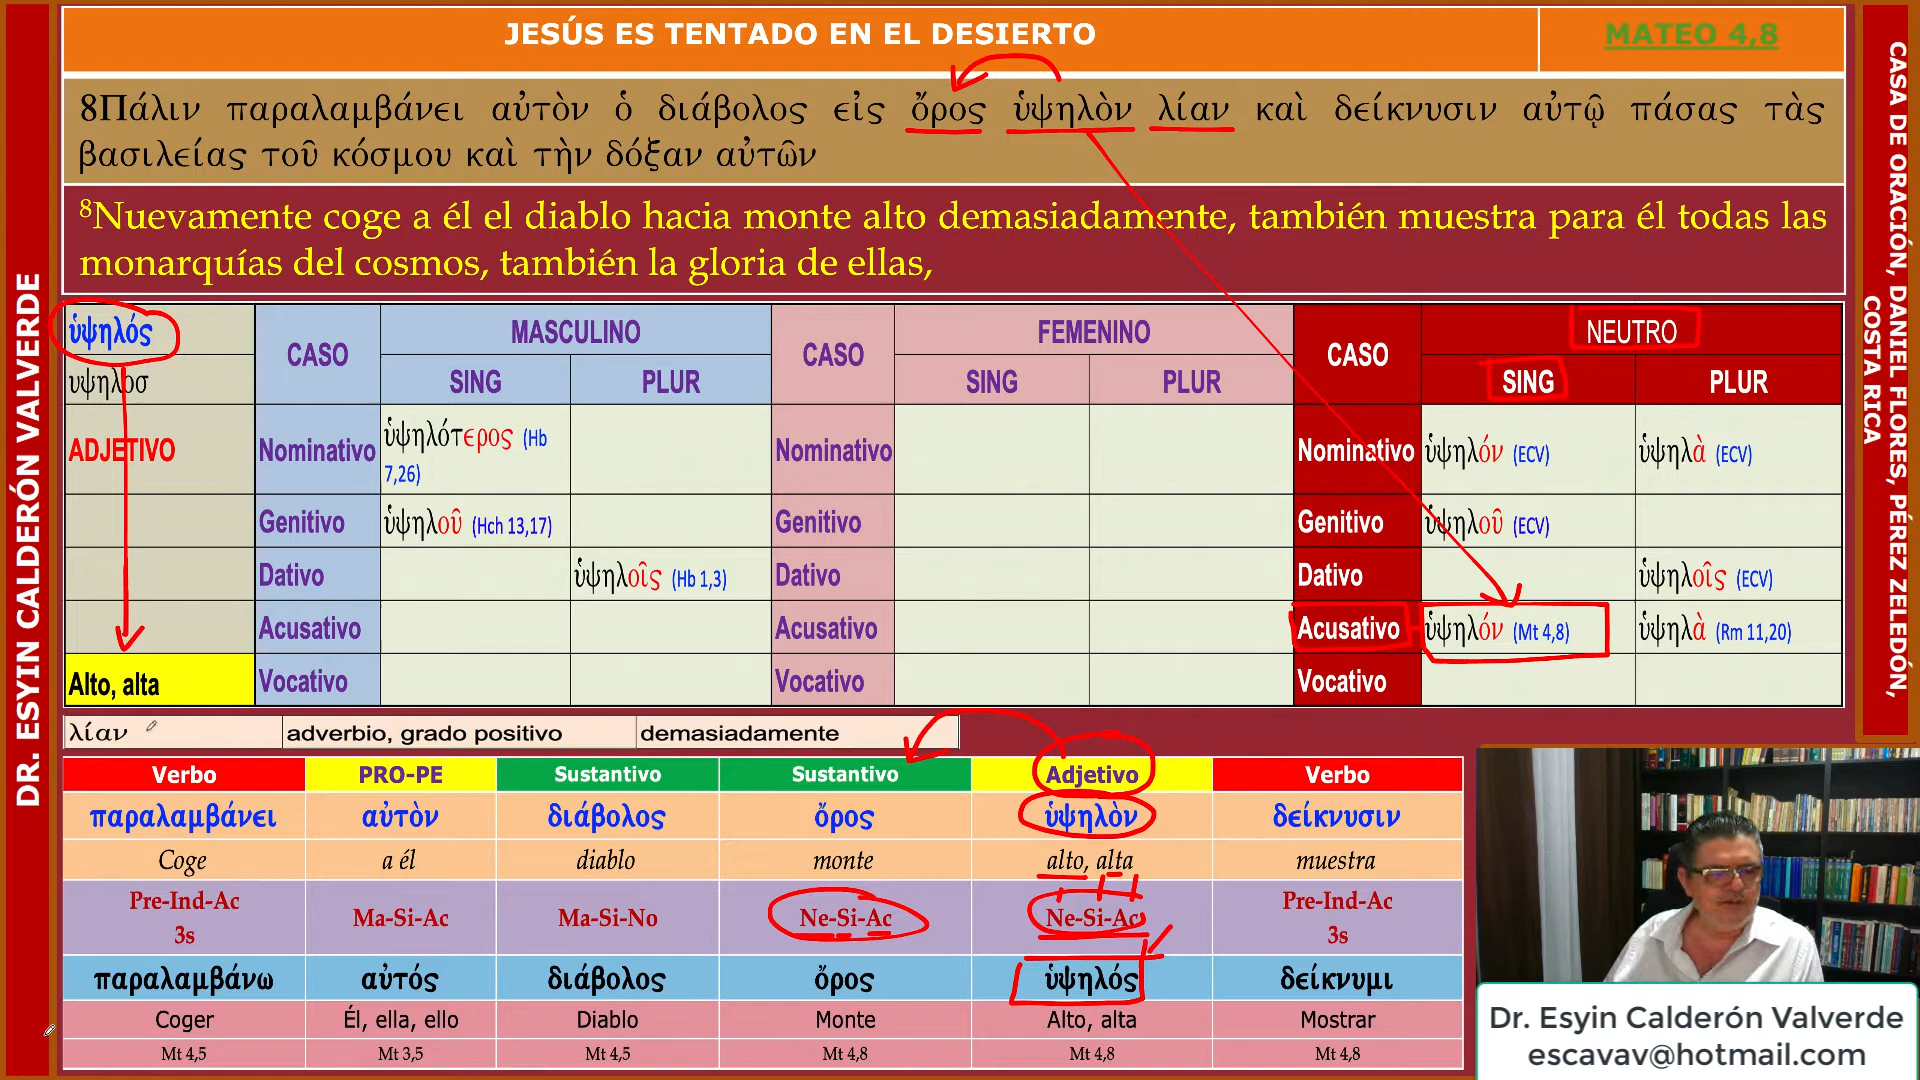 JESÚS ES TENTADO EN EL DESIERTO
MATEO 4,8
8Πάλιν παραλαμβάνει αὐτὸν ὁ διάβολος εἰς ὄρος ὑψηλὸν λίαν καὶ δείκνυσιν αὐτῷ πάσας τὰς
βασιλείας τοῦ κόσμου καὶ τὴν δόξαν αὐτῶν
8Nuevamente coge a él el diablo hacia monte alto demasiadamente, también muestra para él todas las
monarquías del cosmos, también la gloria de ellas,
DR. ESYIN CALDERÓN VALVERDE
CASA DE ORACIÓN, DANIEL FLORES, PÉREZ ZELEDÓN,
COSTA RICA
ὑψηλός CASO MASCULINO CASO FEMENINO CASO NEUTRO
υψηλοσ SING PLUR SING PLUR SING PLUR
ADJETIVO Nominativo ὑψηλότερος (Hb 7,26) Nominativo Nominativo ὑψηλόν (ECV) ὑψηλὰ (ECV)
Genitivo ὑψηλοῦ (Hch 13,17) Genitivo Genitivo ὑψηλοῦ (ECV)
Dativo ὑψηλοῖς (Hb 1,3) Dativo Dativo ὑψηλοῖς (ECV)
Acusativo Acusativo Acusativo ὑψηλόν (Mt 4,8) ὑψηλὰ (Rm 11,20)
Alto, alta Vocativo Vocativo Vocativo
λίαν adverbio, grado positivo demasiadamente
Verbo PRO-PE Sustantivo Sustantivo Adjetivo Verbo
παραλαμβάνει αὐτὸν διάβολος ὄρος ὑψηλὸν δείκνυσιν
Coge a él diablo monte alto, alta muestra
Pre-Ind-Ac 3s Ma-Si-Ac Ma-Si-No Ne-Si-Ac Ne-Si-Ac Pre-Ind-Ac 3s
παραλαμβάνω αὐτός διάβολος ὄρος ὑψηλός δείκνυμι
Coger Él, ella, ello Diablo Monte Alto, alta Mostrar
Mt 4,5 Mt 3,5 Mt 4,5 Mt 4,8 Mt 4,8 Mt 4,8
Dr. Esyin Calderón Valverde
escavav@hotmail.com